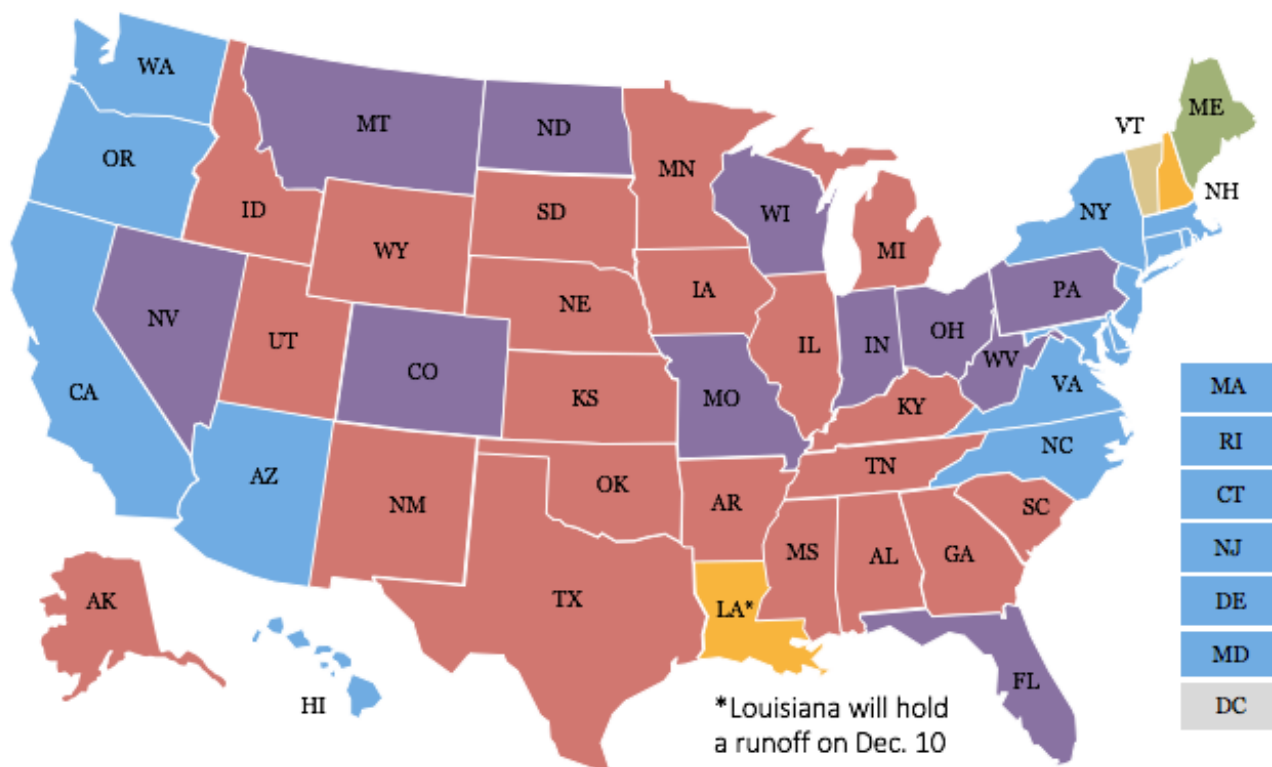 WA
ME
VT
MT
ND
OR
MN
NH
ID
SD
WI
NY
WY
MI
IA
PA
NE
NV
OH
UT
IL
IN
WV
CO
CA
VA
MA
KS
MO
KY
RI
NC
TN
AZ
OK
CT
NM
AR
SC
MS
AL
GA
NJ
DE
AK
TX
LA*
MD
FL
HI
DC
*Louisiana will hold
a runoff on Dec. 10